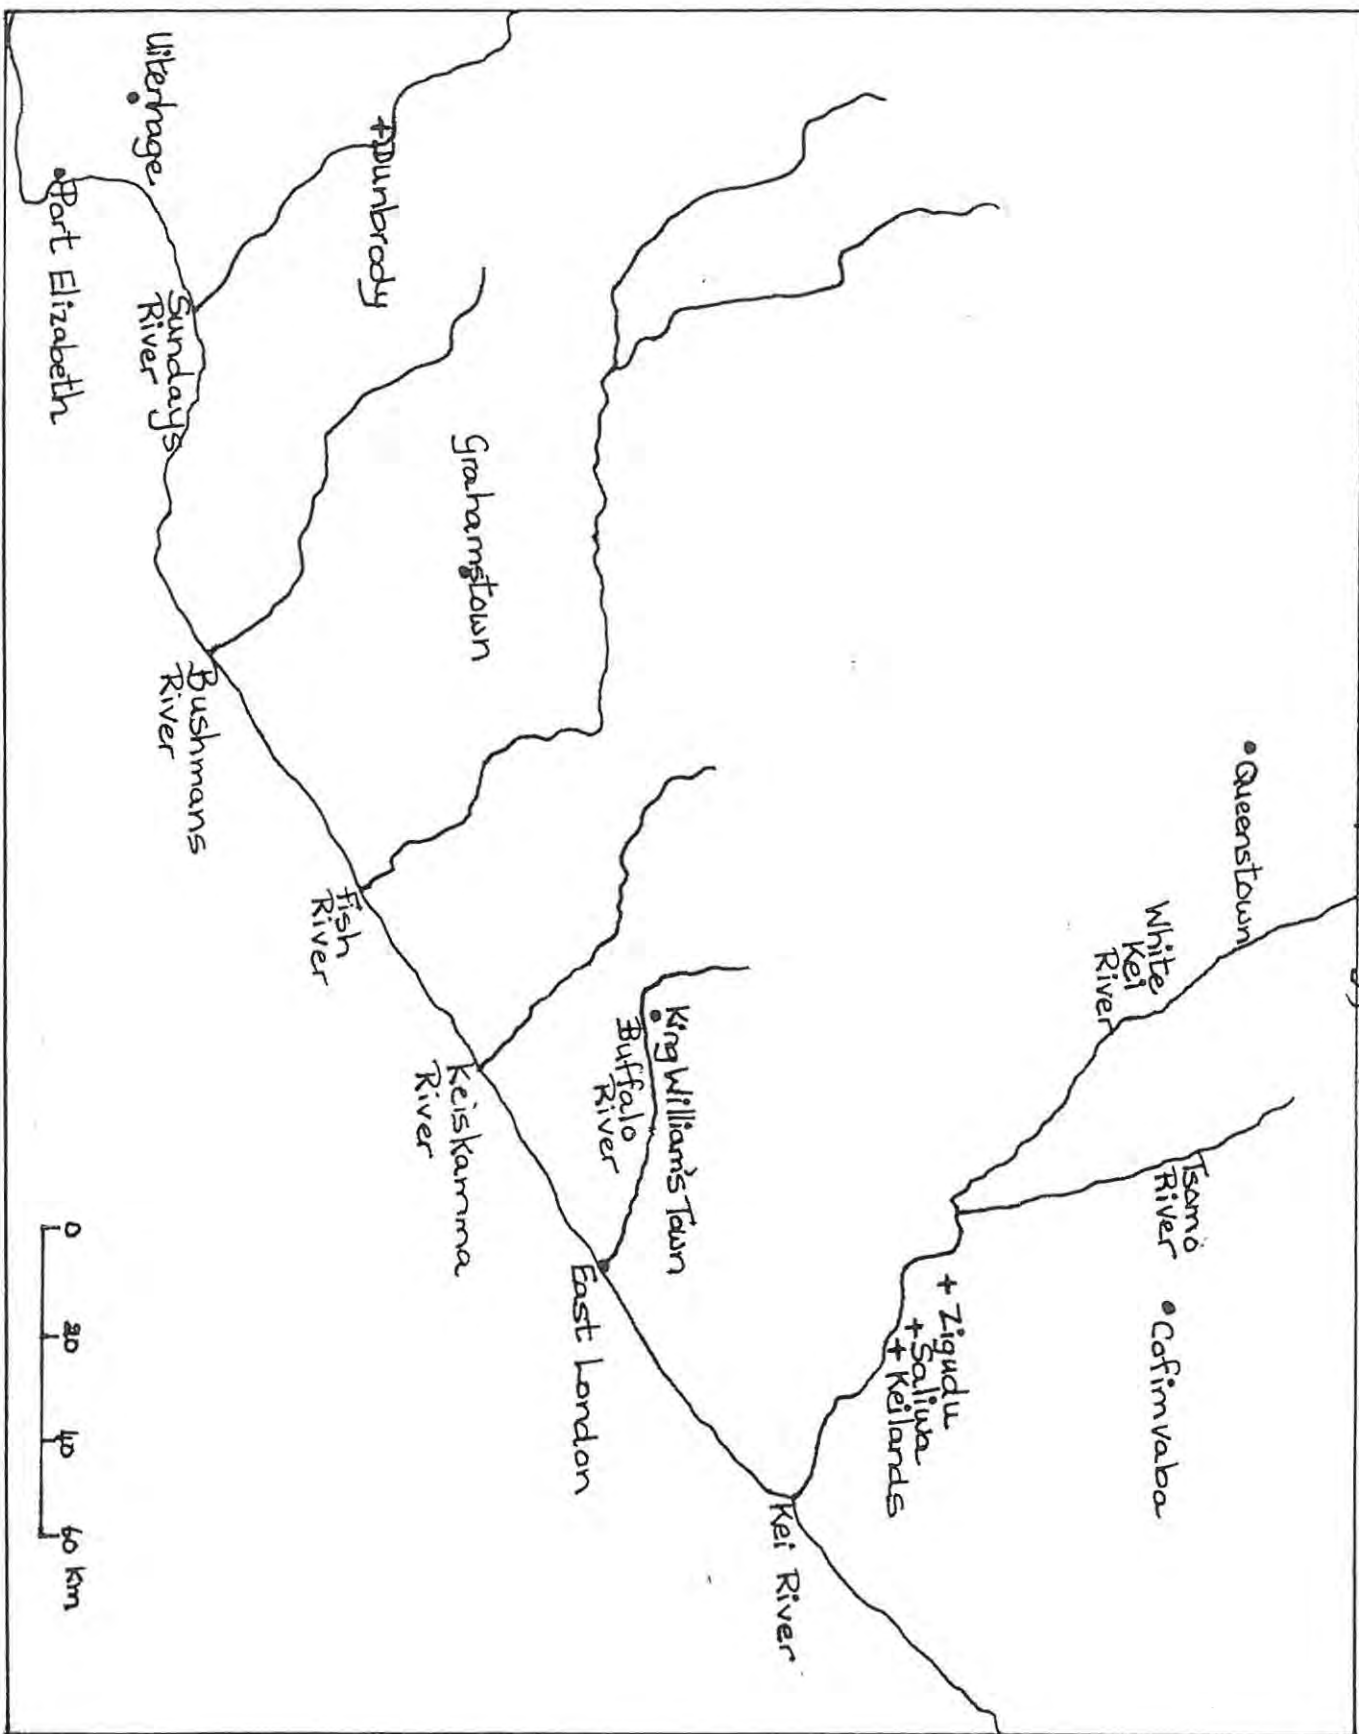 Queenstown
White
Kei
River
Tsomo
River
Cofimvaba
+ Zigudu
+ Saliwa
+ Keilands
Kei River
King William's Town
Buffalo
River
East London
Grahamstown
Keiskamma
River
+Dunbrody
Fish
River
Uitenhage
Sundays
River
Bushmans
River
Port Elizabeth
0 20 40 60 km